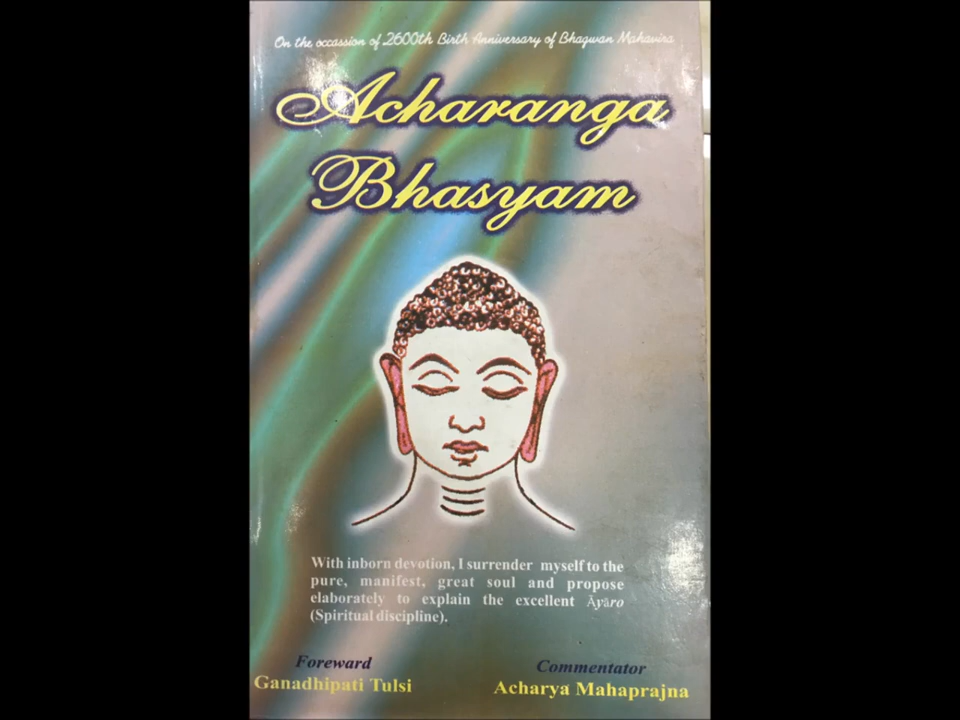 On the occassion of 2600th Birth Anniversary of Bhagwan Mahavira
Acharanga
Bhasyam
With inborn devotion, I surrender myself to the
pure, manifest, great soul and propose
elaborately to explain the excellent Āyāro
(Spiritual discipline).
Foreward
Ganadhipati Tulsi
Commentator
Acharya Mahaprajna